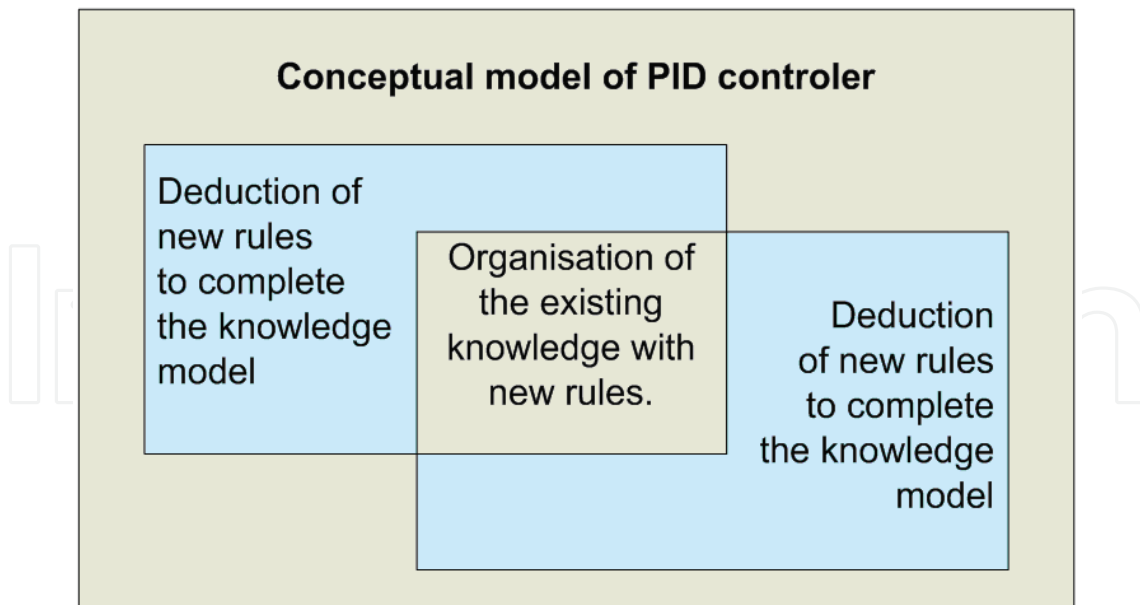 Conceptual model of PID controler
Deduction of
new rules
to complete
the knowledge
model
Organisation of
the existing
knowledge with
new rules.
Deduction
of new rules
to complete
the knowledge
model